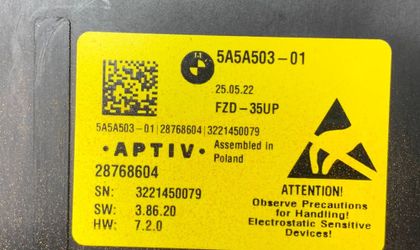 5A5A503-01
25.05.22
FZD-35UP
5A5A503-01|28768604|3221450079
• APTIV •
Assembled in
Poland
28768604
SN: 3221450079
SW: 3.86.20
HW: 7.2.0
ATTENTION!
Observe Precautions
for Handling!
Electrostatic Sensitive
Devices!